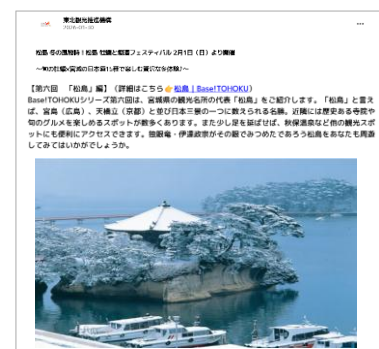 東北観光推進機構
2026-01-30
松島 冬の風物詩！松島 牡蠣と朝酒フェスティバル 2月1日（日）より開催
～旬の牡蠣×宮城の日本酒15種で楽しむ贅沢な冬体験♪～
【第六回 「松島」編】（詳細はこちら👉松島 | Base!TOHOKU）
Base!TOHOKUシリーズ第六回は、宮城県の観光名所の代表「松島」をご紹介します。「松島」と言え
ば、宮島（広島）、天橋立（京都）と並び日本三景の一つに数えられる名勝。近隣には歴史ある寺院や
旬のグルメを楽しめるスポットが数多くあります。また少し足を延ばせば、秋保温泉など他の観光スポ
ットにも便利にアクセスできます。独眼竜・伊達政宗がその眼でみつめたであろう松島をあなたも周遊
してみてはいかがでしょうか。